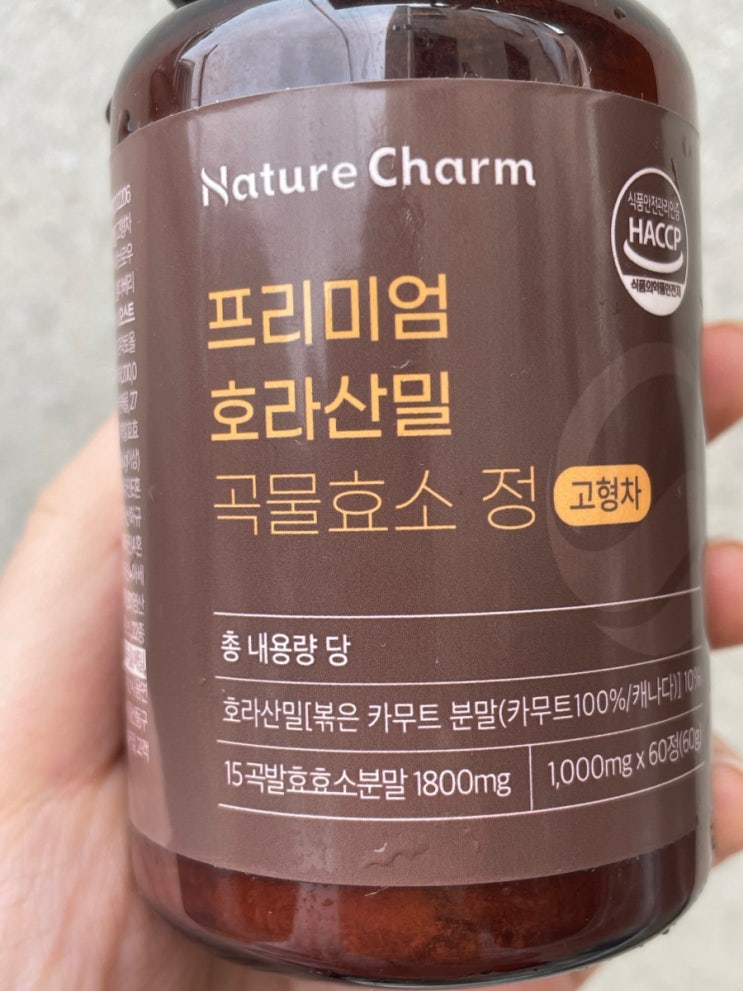 Nature Charm
식품안전관리인증
HACCP
식품의약품안전처
프리미엄
호라산밀
곡물효소 정 고형차
총 내용량 당
호라산밀[볶은 카무트 분말(카무트100%/캐나다)] 10%
15곡발효효소분말 1800mg
1,000mg x 60정(60g)